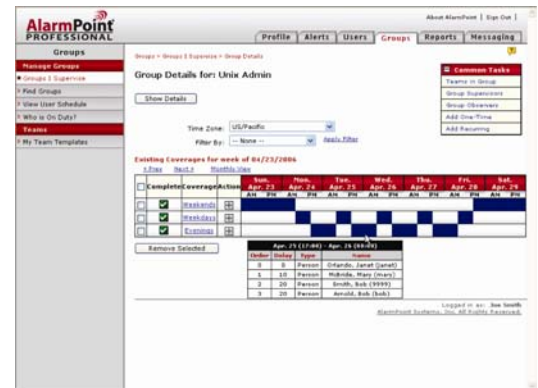 AlarmPoint
PROFESSIONAL
About AlarmPoint | Sign Out |
Profile Alerts Users Groups Reports Messaging
Groups
Manage Groups
Groups I Supervise
Find Groups
View User Schedule
Who is On Duty?
Teams
My Team Templates
Groups > Groups I Supervise > Group Details
Group Details for: Unix Admin
Show Details
Common Tasks
Teams in Group
Group Supervisors
Group Observers
Add One-Time
Add Recurring
Time Zone: US/Pacific
Filter By: -- None -- Apply Filter
Existing Coverages for week of 04/23/2006
< Prev Next > Monthly View
Complete Coverage Action Sun. Apr. 23 Mon. Apr. 24 Tue. Apr. 25 Wed. Apr. 26 Thu. Apr. 27 Fri. Apr. 28 Sat. Apr. 29
AM PM AM PM AM PM AM PM AM PM AM PM AM PM
Weekends
Weekdays
Evenings
Remove Selected
Apr. 25 (17:00) - Apr. 26 (08:00)
Order Delay Type Name
0 Person Orlando, Janet (janet)
1 10 Person McBride, Mary (mary)
2 20 Person Smith, Bob (9999)
3 20 Person Arnold, Bob (bob)
Logged in as: Joe Smith
AlarmPoint Systems, Inc. All Rights Reserved.